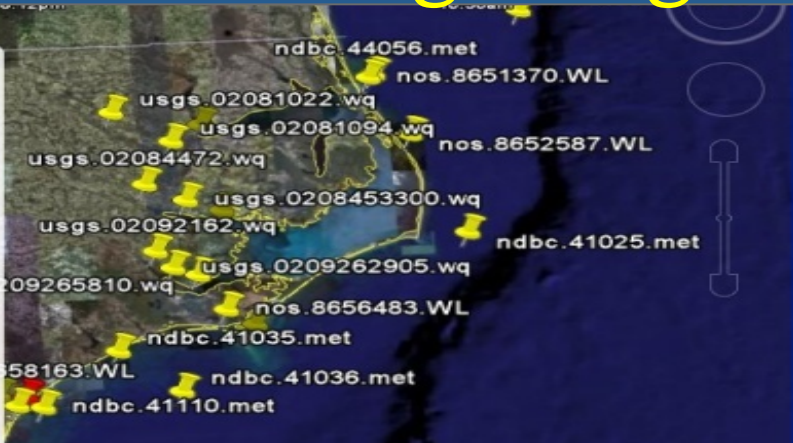 ndbc.44056.met
nos.8651370.WL
usgs.02081022.wq
usgs.02081094.wq
nos.8652587.WL
usgs.02084472.wq
usgs.0208453300.wq
usgs.02092162.wq
ndbc.41025.met
usgs.0209262905.wq
209265810.wq
nos.8656483.WL
ndbc.41035.met
558163.WL
ndbc.41036.met
ndbc.41110.met